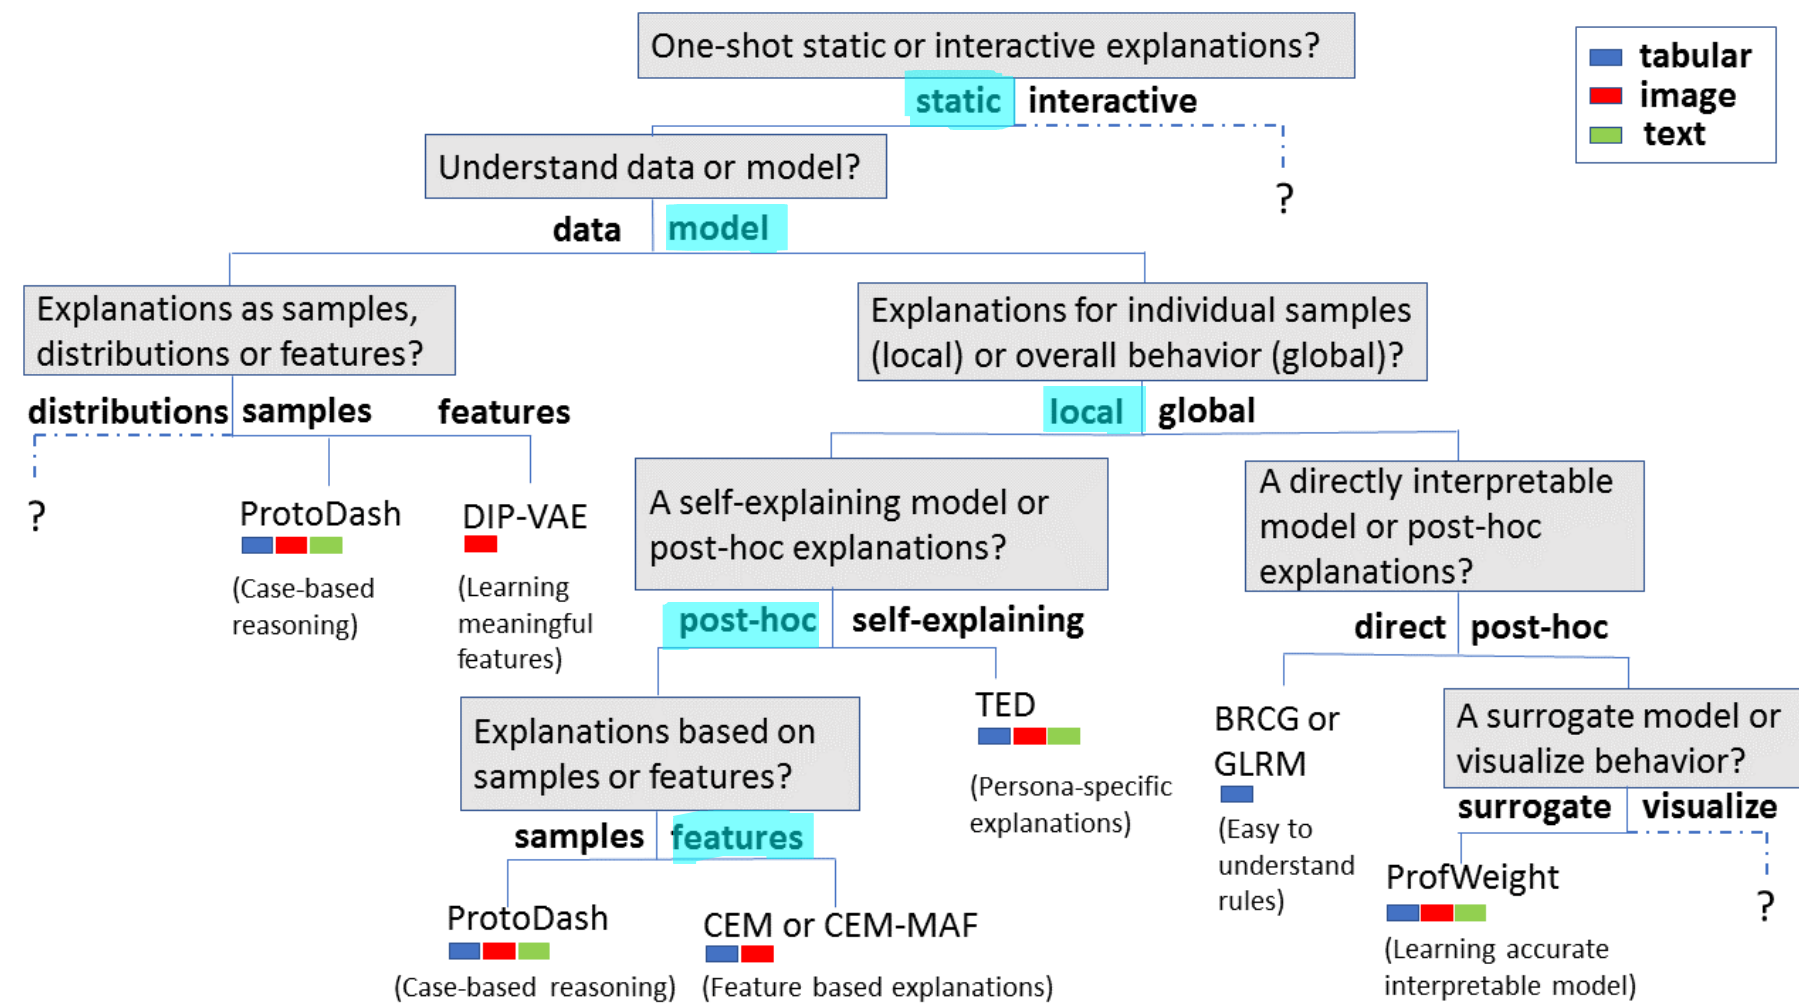 One-shot static or interactive explanations?
tabular
image
text
static interactive
Understand data or model?
?
data model
Explanations as samples,
distributions or features?
Explanations for individual samples
(local) or overall behavior (global)?
distributions samples features
local global
?
ProtoDash
(Case-based
reasoning)
DIP-VAE
(Learning
meaningful
features)
A self-explaining model or
post-hoc explanations?
A directly interpretable
model or post-hoc
explanations?
post-hoc self-explaining
direct post-hoc
Explanations based on
samples or features?
TED
(Persona-specific
explanations)
BRCG or
GLRM
(Easy to
understand
rules)
A surrogate model or
visualize behavior?
samples features
surrogate visualize
ProtoDash
(Case-based reasoning)
CEM or CEM-MAF
(Feature based explanations)
ProfWeight
(Learning accurate
interpretable model)
?